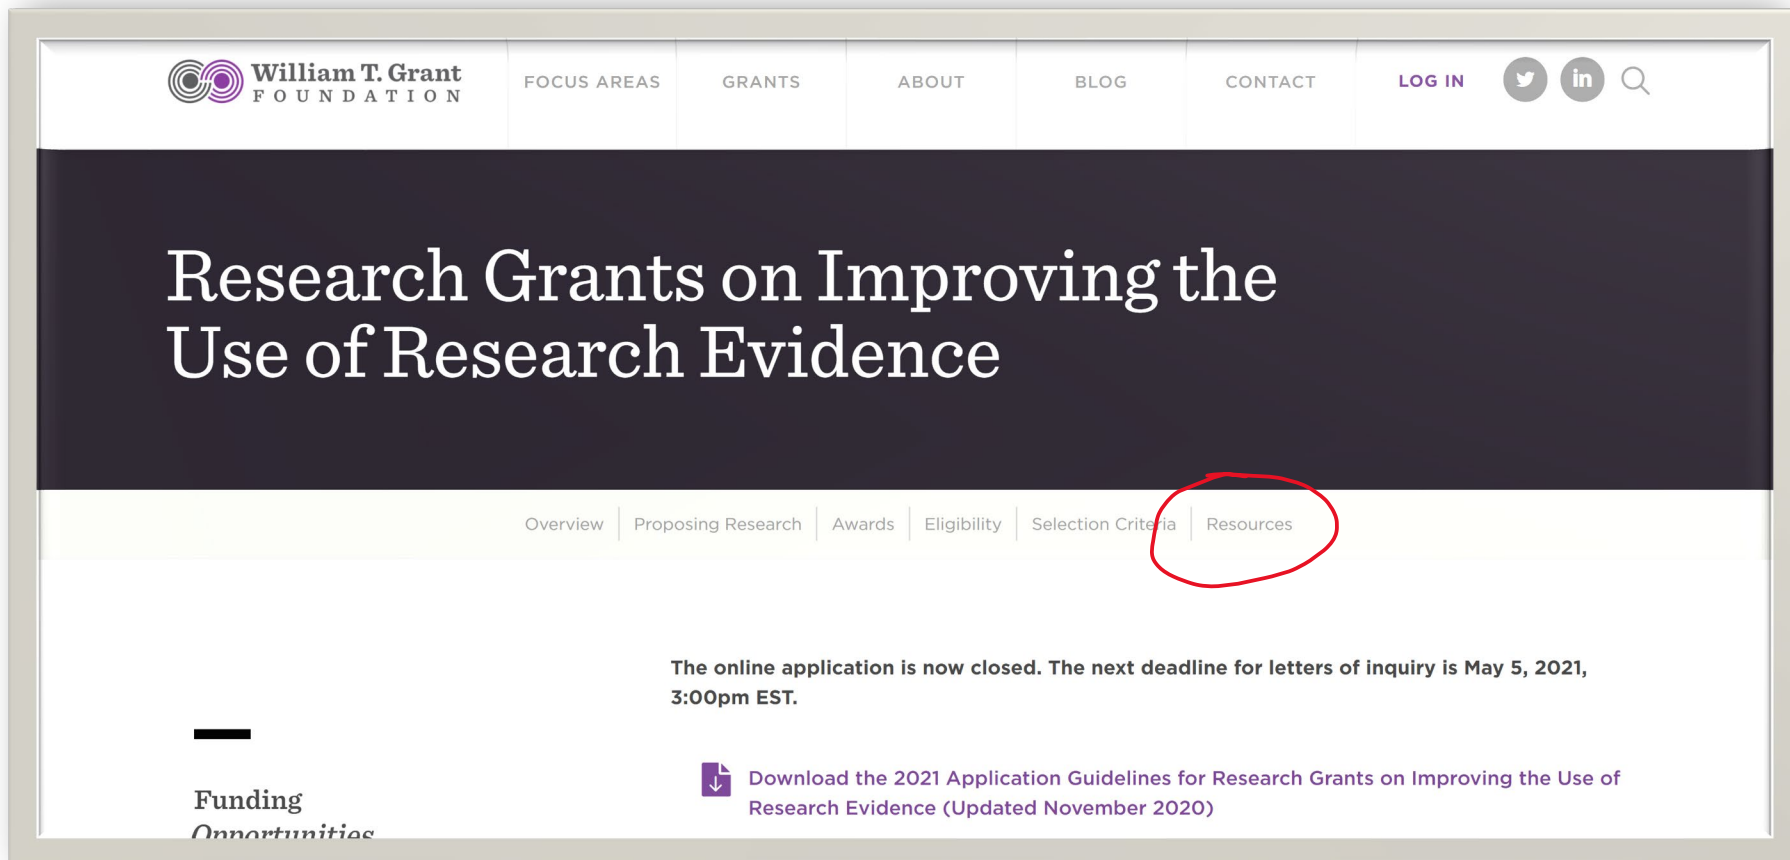 William T. Grant
FOUNDATION
FOCUS AREAS
GRANTS
ABOUT
BLOG
CONTACT
LOG IN
in
Research Grants on Improving the
Use of Research Evidence
Overview
Proposing Research
Awards
Eligibility
Selection Criteria
Resources
The online application is now closed. The next deadline for letters of inquiry is May 5, 2021,
3:00pm EST.
Download the 2021 Application Guidelines for Research Grants on Improving the Use of
Research Evidence (Updated November 2020)
Funding
Opportunities